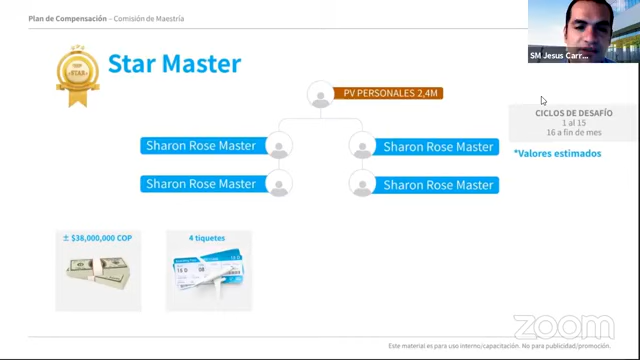 Plan de Compensación – Comisión de Maestría
SM Jesus Carr...
STAR
Star Master
PV PERSONALES 2,4M
CICLOS DE DESAFÍO
1 al 15
16 a fin de mes
*Valores estimados
Sharon Rose Master
Sharon Rose Master
Sharon Rose Master
Sharon Rose Master
± $38,000,000 COP
4 tiquetes
zoom
Este material es para uso interno/capacitación. No para publicidad/promoción.